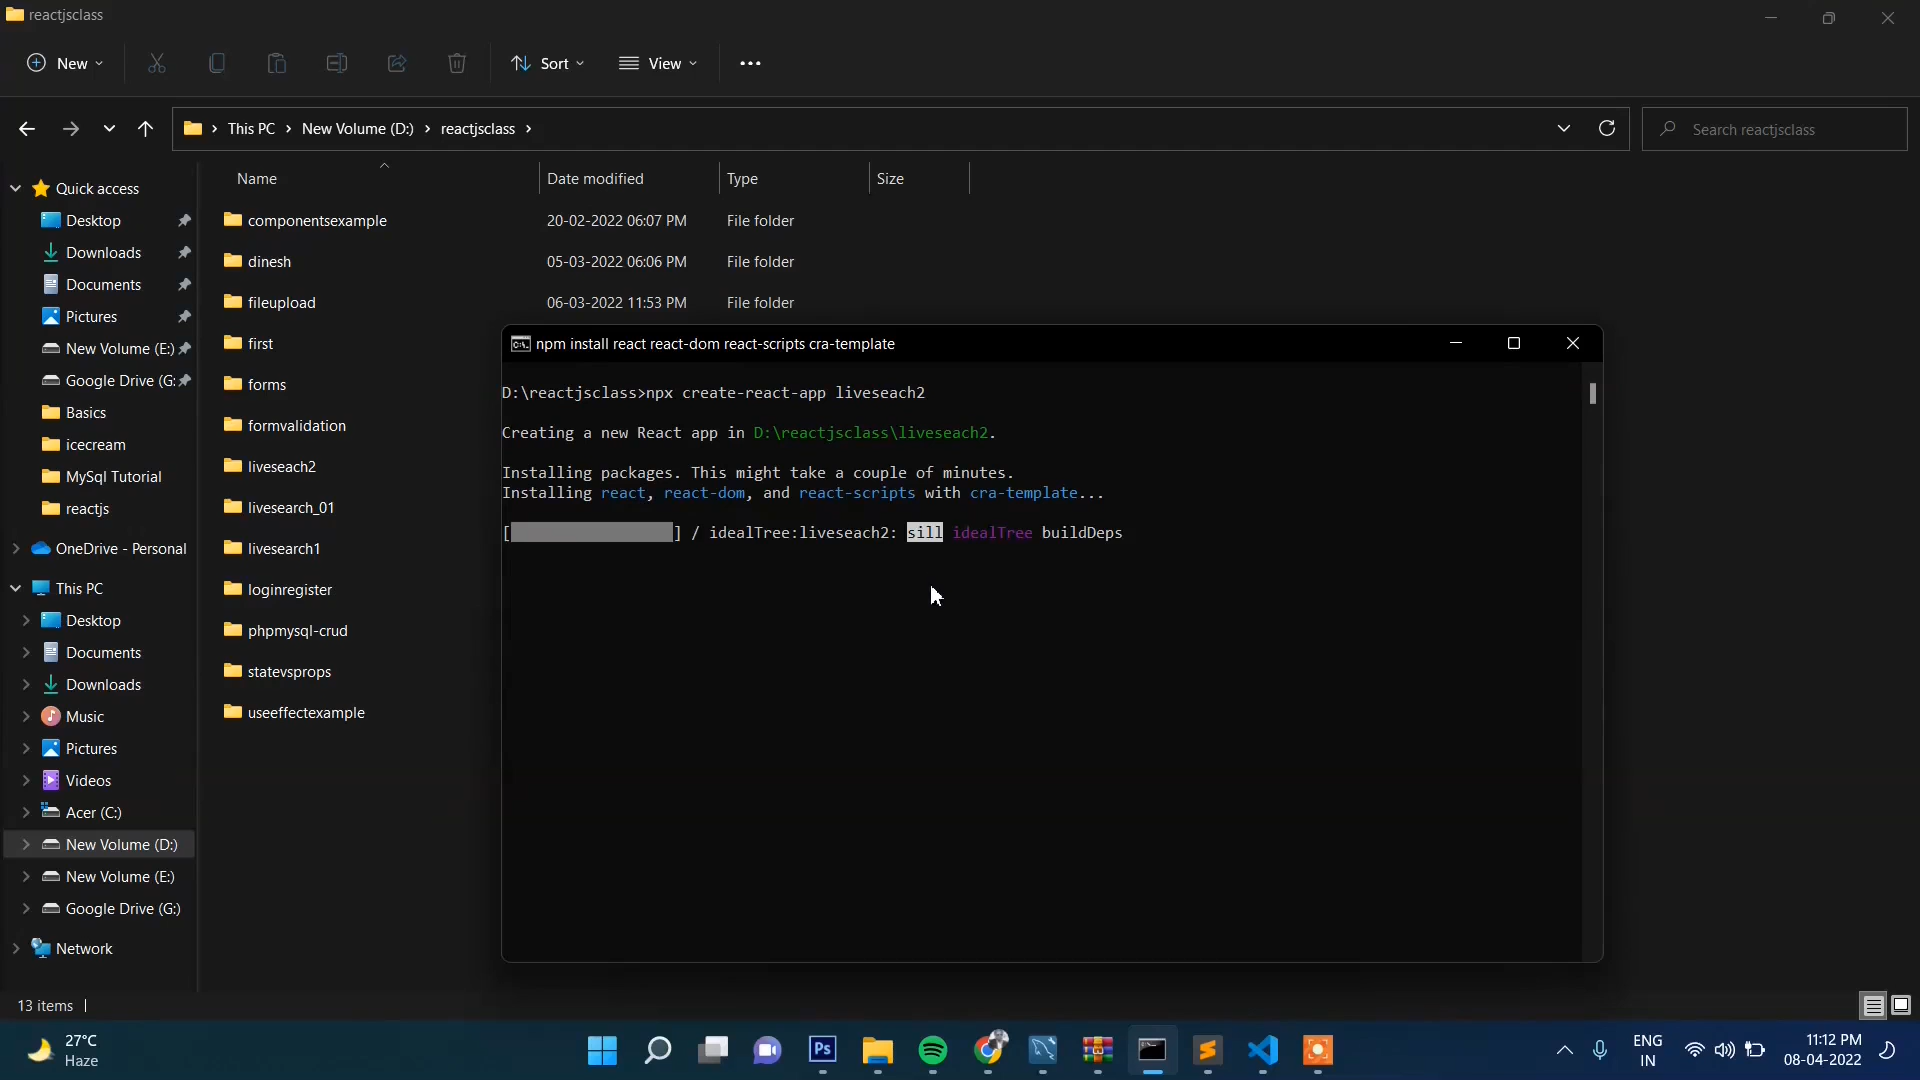 reactjsclass
New
Sort
View
This PC
New Volume (D:)
reactjsclass
Search reactjsclass
Quick access
Desktop
Downloads
Documents
Pictures
New Volume (E:)
Google Drive (G:
Basics
icecream
MySql Tutorial
reactjs
OneDrive - Personal
This PC
Desktop
Documents
Downloads
Music
Pictures
Videos
Acer (C:)
New Volume (D:)
New Volume (E:)
Google Drive (G:)
Network
Name Date modified Type Size
componentsexample 20-02-2022 06:07 PM File folder
dinesh 05-03-2022 06:06 PM File folder
fileupload 06-03-2022 11:53 PM File folder
first
forms
formvalidation
liveseach2
livesearch_01
livesearch1
loginregister
phpmysql-crud
statevsprops
useeffectexample
C:\.
npm install react react-dom react-scripts cra-template
D:\reactjsclass>npx create-react-app liveseach2
Creating a new React app in D:\reactjsclass\liveseach2.
Installing packages. This might take a couple of minutes.
Installing react, react-dom, and react-scripts with cra-template...
[ ] / idealTree:liveseach2: sill idealTree buildDeps
13 items
27°C
Haze
Ps
ENG
IN
11:12 PM
08-04-2022